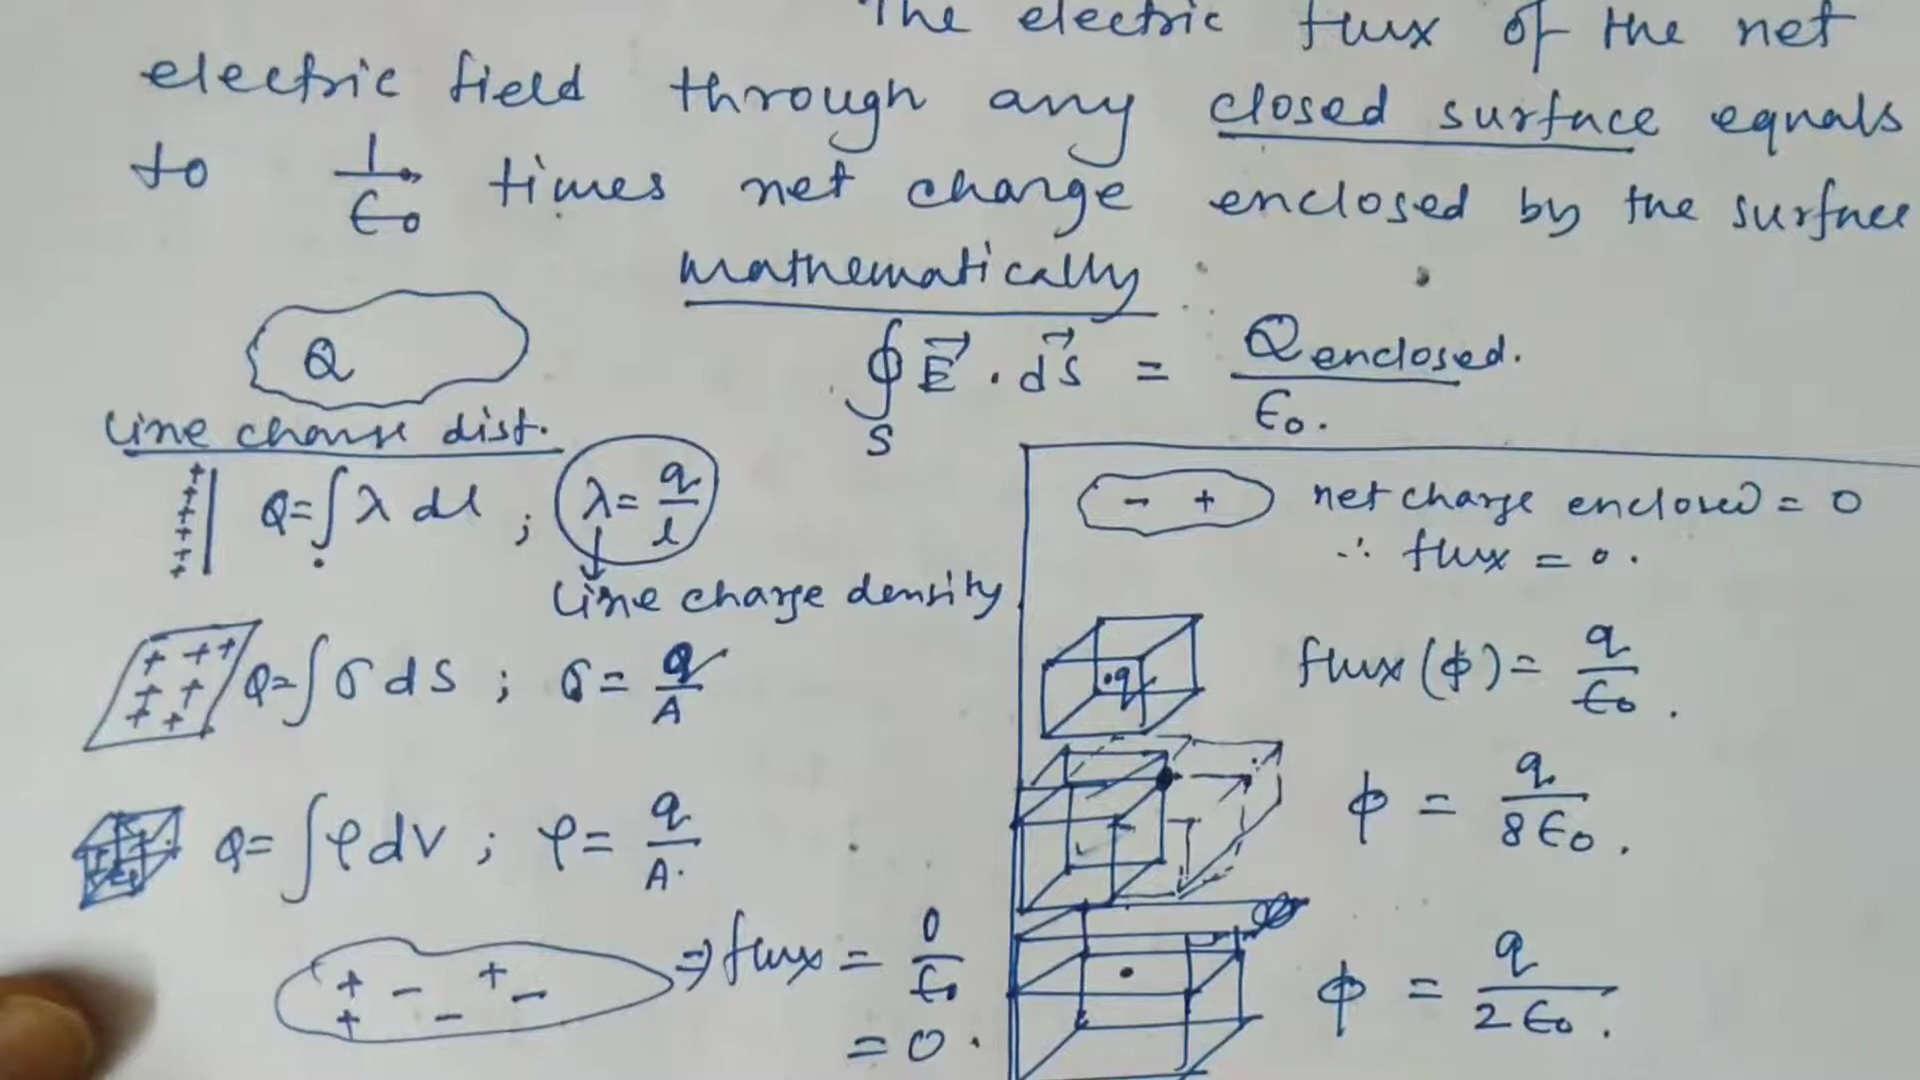 The electric flux of the net
electric field through any closed surface equals
to 1/ϵ₀ times net charge enclosed by the surface
mathematically
∮_S E⃗ . dS⃗ = Q enclosed. / ϵ₀.
Q
line charge dist.
Q = ∫ λ dl ; λ = q/l
line charge density
Q = ∫ σ dS ; σ = q/A
Q = ∫ ρ dV ; ρ = q/A.
+ - + -
+ -
⇒ flux = 0/ϵ₀
= 0 .
- + net charge enclosed = 0
∴ flux = 0 .
.q flux (ϕ) = q/ϵ₀ .
ϕ = q/8ϵ₀ .
ϕ = q/2ϵ₀ .